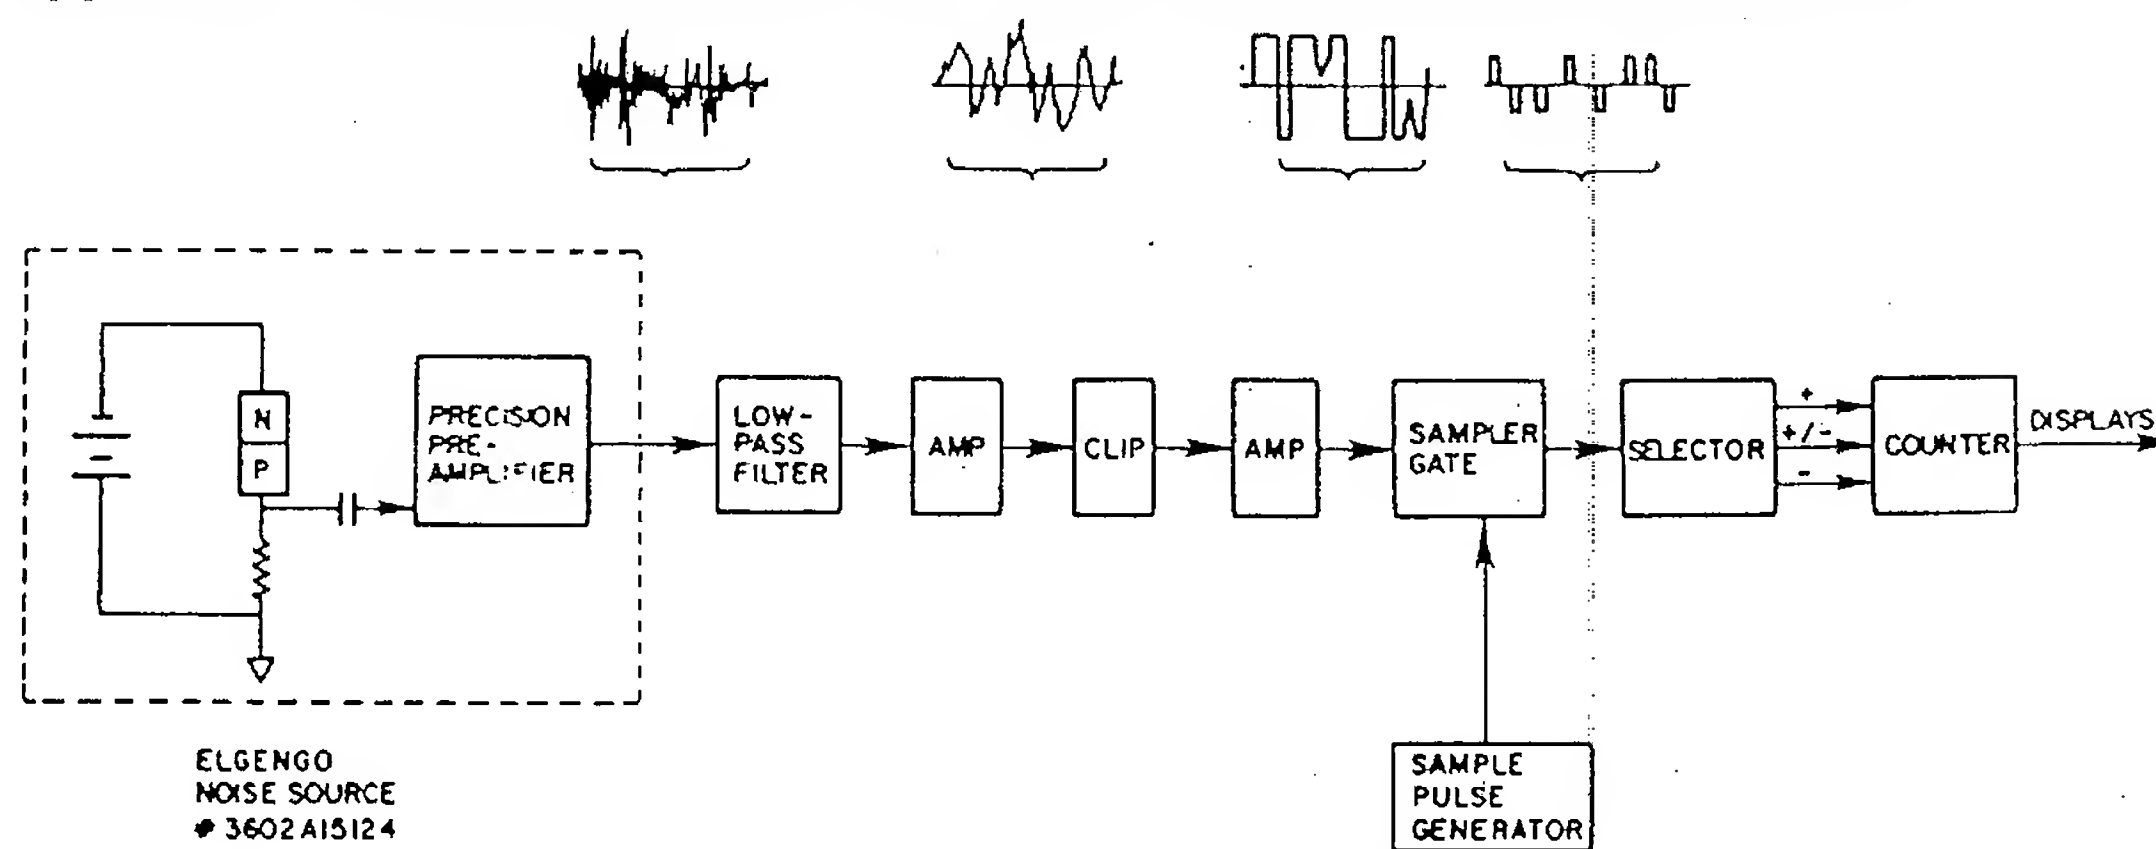 N
P
PRECISION
PRE-
AMPLIFIER
LOW-
PASS
FILTER
AMP
CLIP
AMP
SAMPLER
GATE
SELECTOR
+
+/-
-
COUNTER
DISPLAYS
ELGENGO
NOISE SOURCE
# 3602A15124
SAMPLE
PULSE
GENERATOR